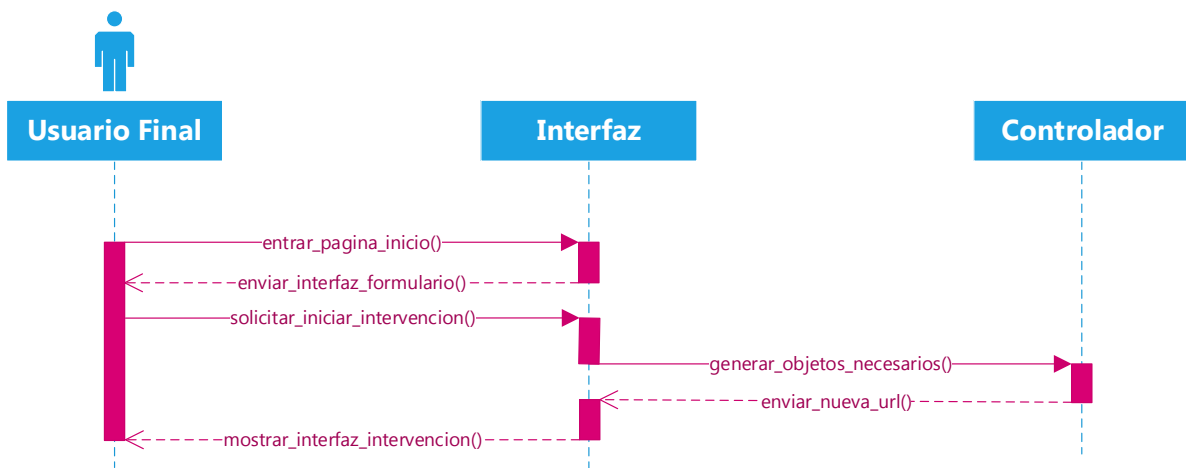 Usuario Final
Interfaz
Controlador
entrar_pagina_inicio()
enviar_interfaz_formulario()
solicitar_iniciar_intervencion()
generar_objetos_necesarios()
enviar_nueva_url()
mostrar_interfaz_intervencion()